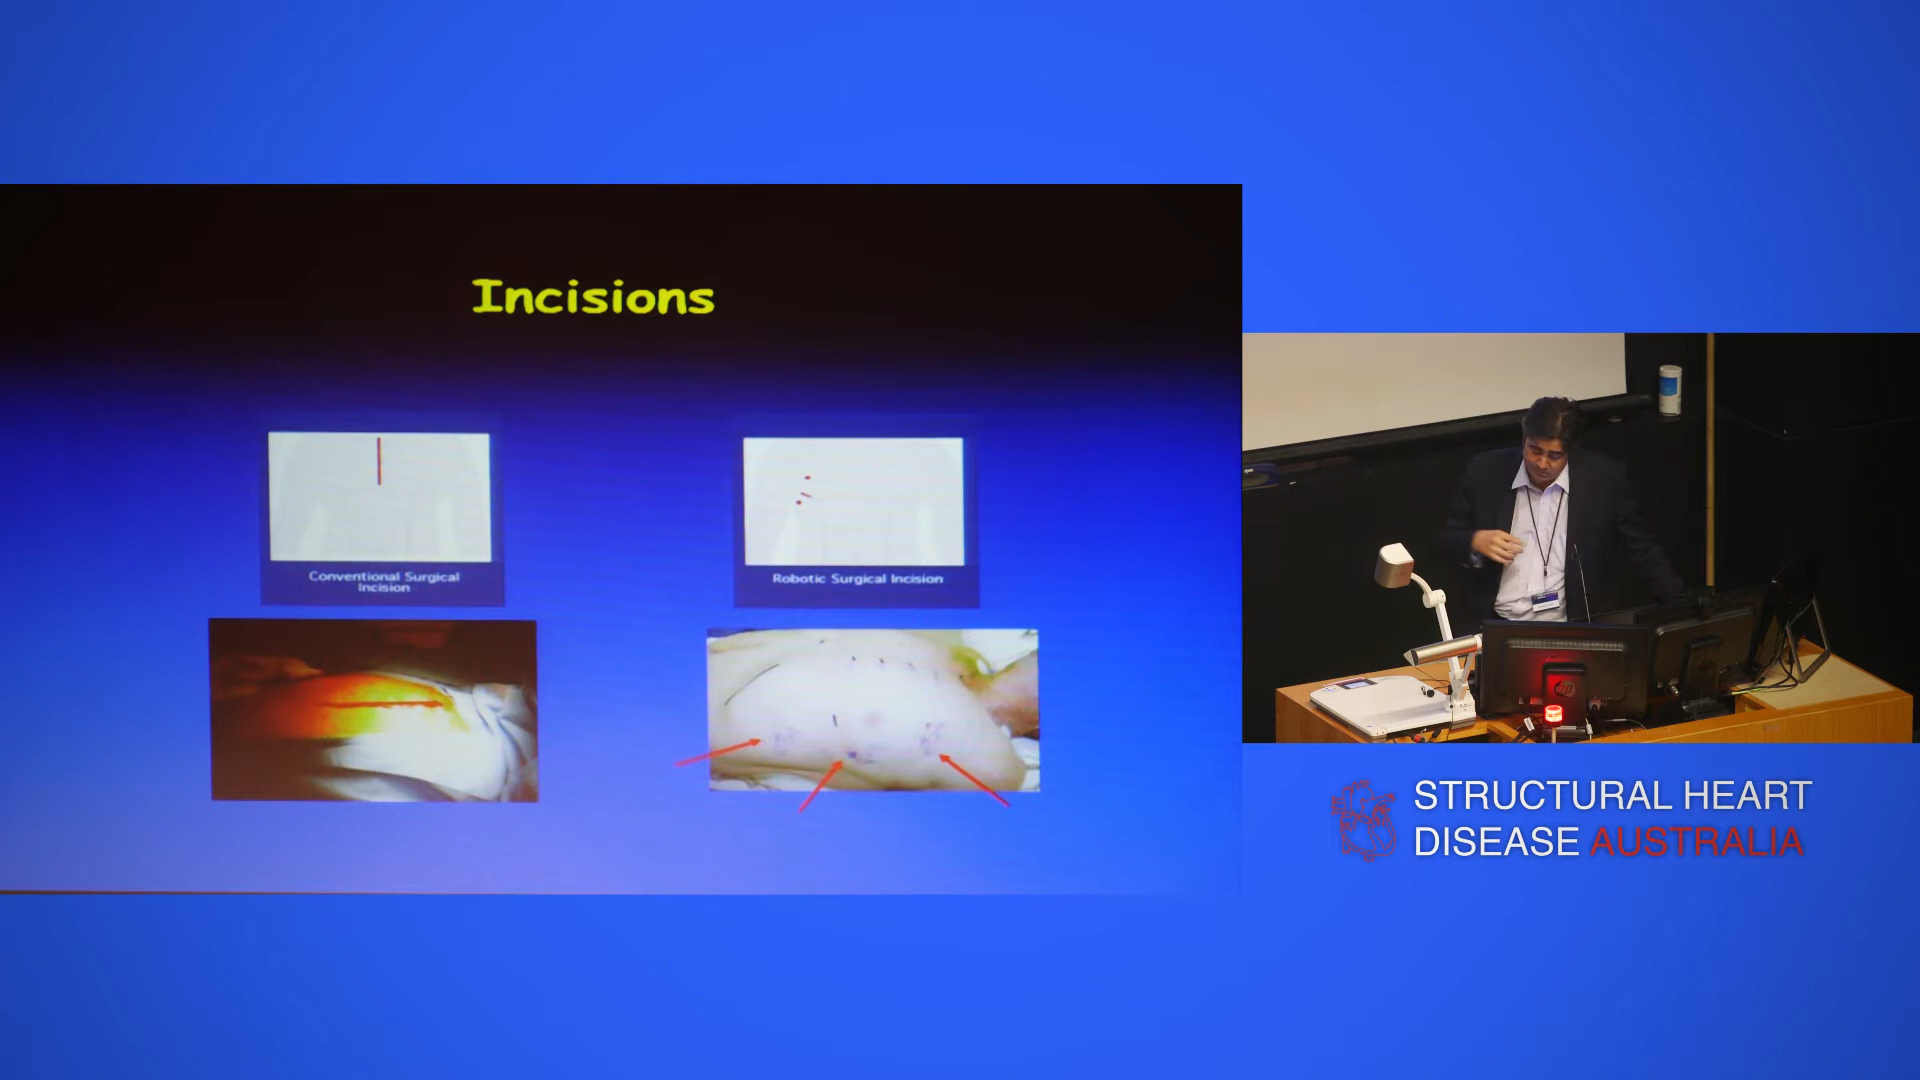 Incisions
Conventional Surgical
Incision
Robotic Surgical Incision
STRUCTURAL HEART
DISEASE AUSTRALIA